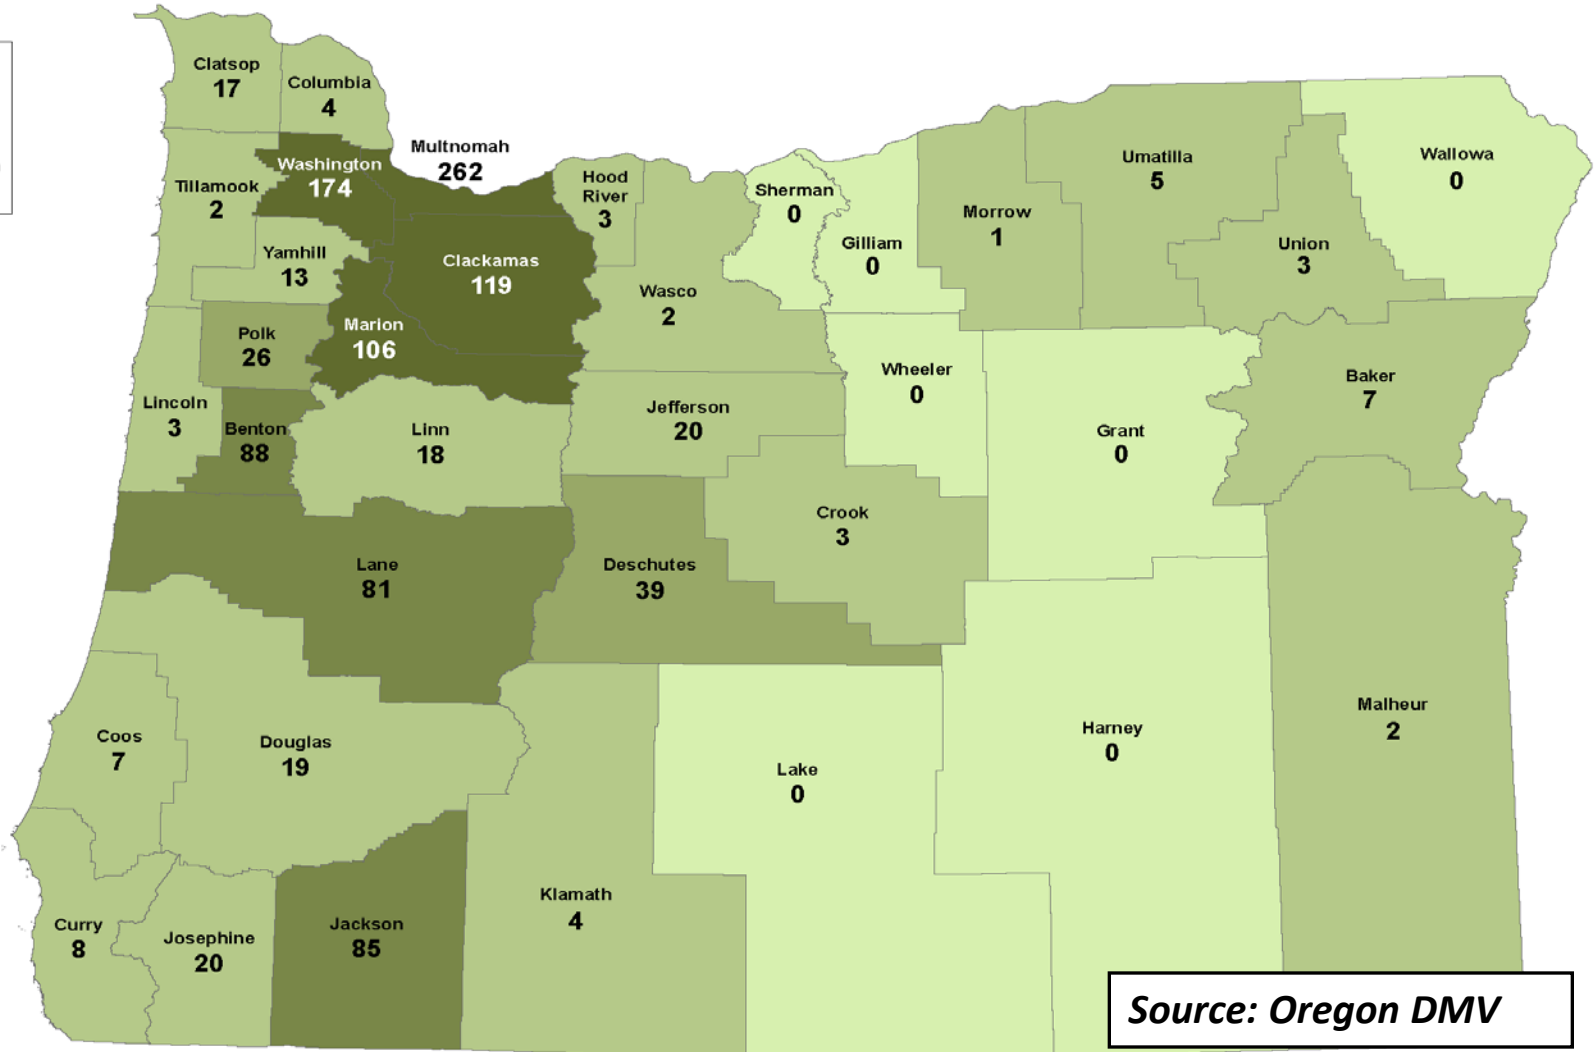 Clatsop
17
Columbia
4
Multnomah
262
Washington
174
Tillamook
2
Hood
River
3
Sherman
0
Umatilla
5
Wallowa
0
Morrow
1
Gilliam
0
Union
3
Yamhill
13
Clackamas
119
Wasco
2
Polk
26
Marion
106
Wheeler
0
Baker
7
Lincoln
3
Benton
88
Linn
18
Jefferson
20
Grant
0
Crook
3
Lane
81
Deschutes
39
Malheur
2
Harney
0
Coos
7
Douglas
19
Lake
0
Klamath
4
Curry
8
Josephine
20
Jackson
85
Source: Oregon DMV